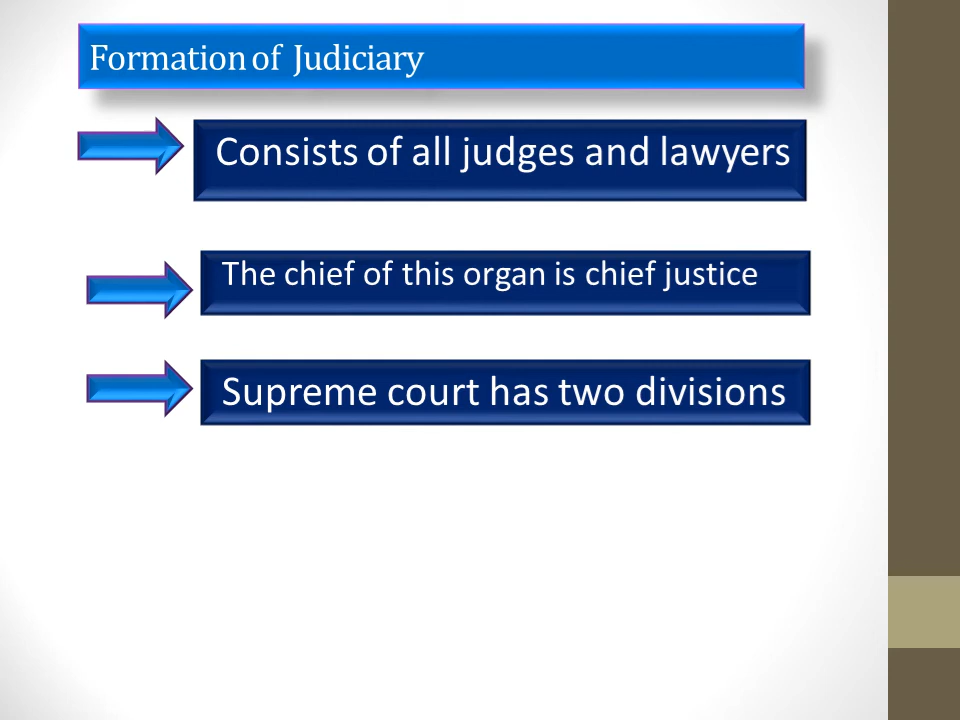 Formation of Judiciary
Consists of all judges and lawyers
The chief of this organ is chief justice
Supreme court has two divisions